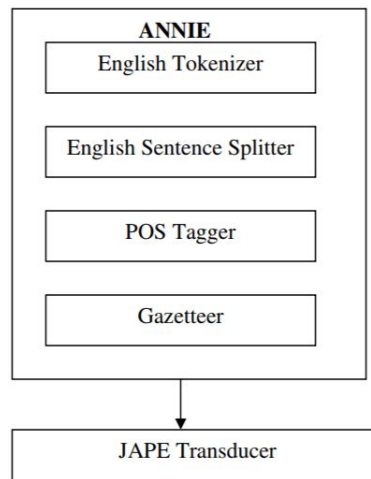 ANNIE
English Tokenizer
English Sentence Splitter
POS Tagger
Gazetteer
JAPE Transducer